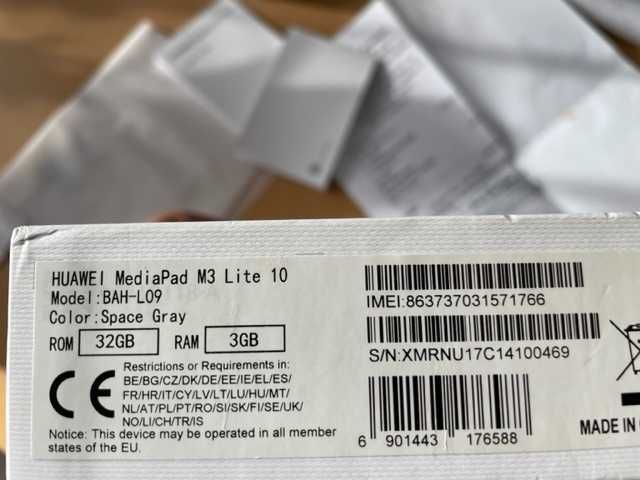 HUAWEI MediaPad M3 Lite 10
Model:BAH-L09
Color:Space Gray
ROM 32GB RAM 3GB
CE
Restrictions or Requirements in:
BE/BG/CZ/DK/DE/EE/IE/EL/ES/
FR/HR/IT/CY/LV/LT/LU/HU/MT/
NL/AT/PL/PT/RO/SI/SK/FI/SE/UK/
NO/LI/CH/TR/IS
Notice: This device may be operated in all member
states of the EU.
IMEI:863737031571766
S/N:XMRNU17C14100469
6 901443 176588
MADE IN